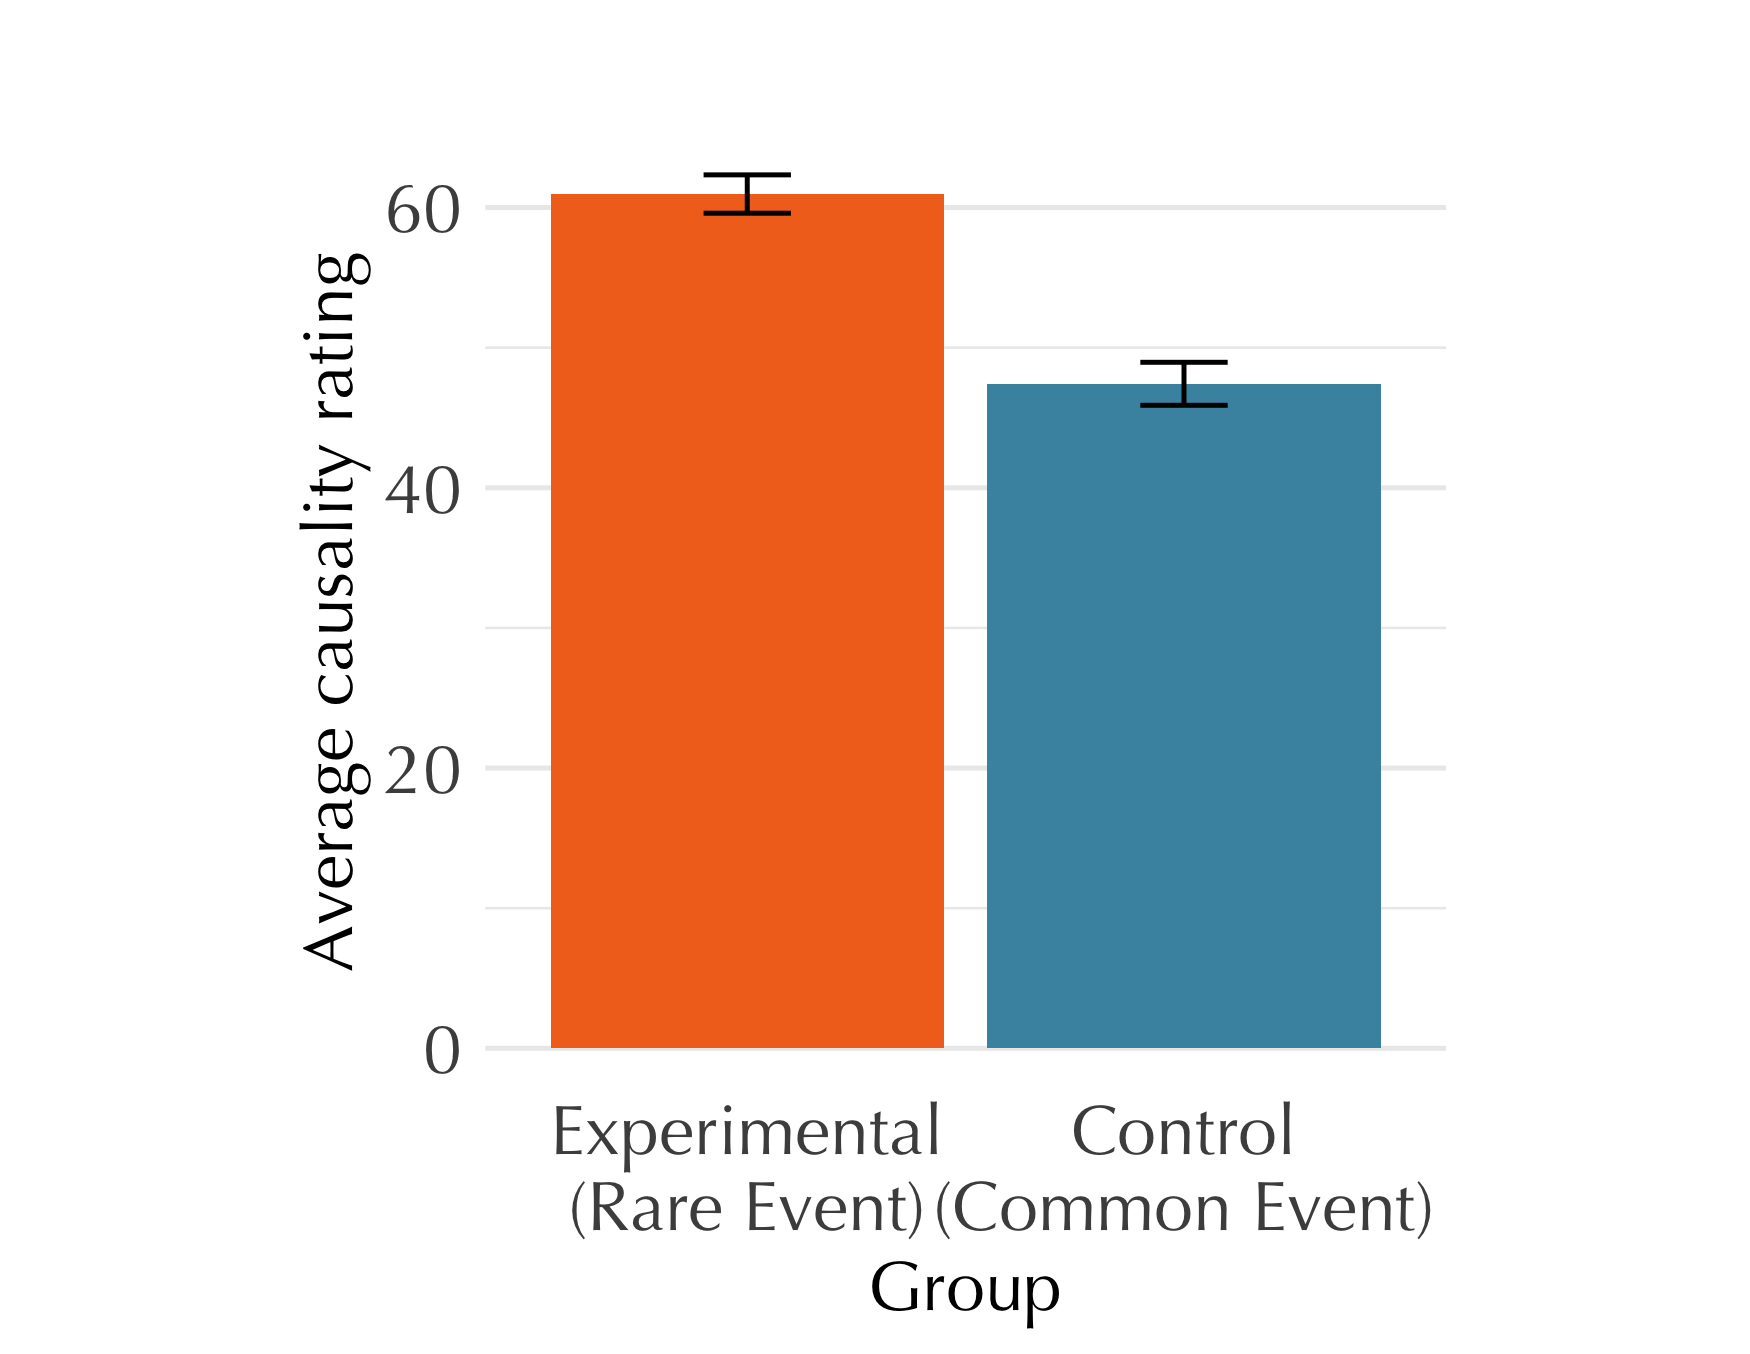 Average causality rating
60
40
20
0
Experimental
(Rare Event)
Control
(Common Event)
Group